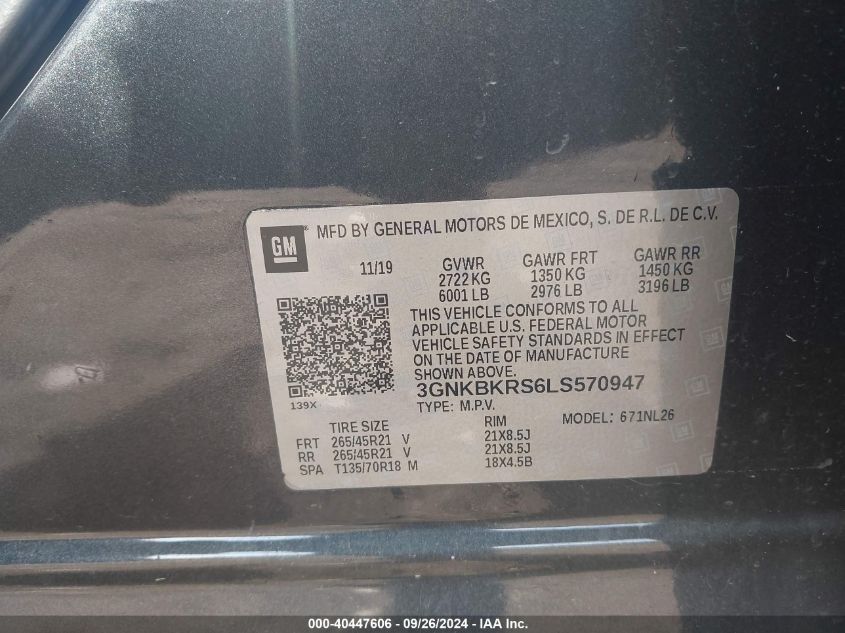 GM
MFD BY GENERAL MOTORS DE MEXICO, S. DE R.L. DE C.V.
11/19 GVWR GAWR FRT GAWR RR
2722 KG 1350 KG 1450 KG
6001 LB 2976 LB 3196 LB
THIS VEHICLE CONFORMS TO ALL
APPLICABLE U.S. FEDERAL MOTOR
VEHICLE SAFETY STANDARDS IN EFFECT
ON THE DATE OF MANUFACTURE
SHOWN ABOVE.
139X
3GNKBKRS6LS570947
TYPE: M.P.V. MODEL: 671NL26
TIRE SIZE RIM
FRT 265/45R21 V 21X8.5J
RR 265/45R21 V 21X8.5J
SPA T135/70R18 M 18X4.5B
000-40447606 - 09/26/2024 - IAA Inc.